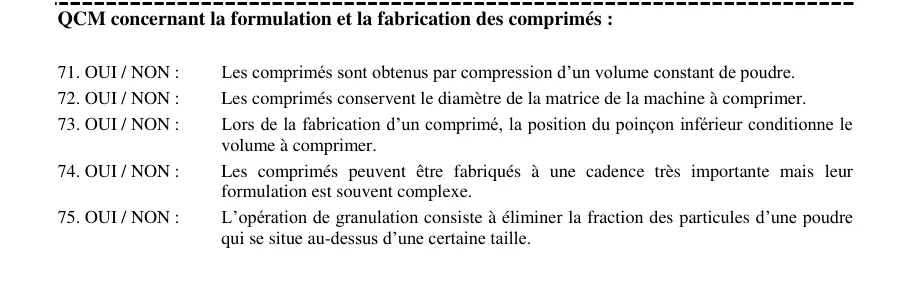 QCM concernant la formulation et la fabrication des comprimés :
71. OUI / NON : Les comprimés sont obtenus par compression d’un volume constant de poudre.
72. OUI / NON : Les comprimés conservent le diamètre de la matrice de la machine à comprimer.
73. OUI / NON : Lors de la fabrication d’un comprimé, la position du poinçon inférieur conditionne le
volume à comprimer.
74. OUI / NON : Les comprimés peuvent être fabriqués à une cadence très importante mais leur
formulation est souvent complexe.
75. OUI / NON : L’opération de granulation consiste à éliminer la fraction des particules d’une poudre
qui se situe au-dessus d’une certaine taille.